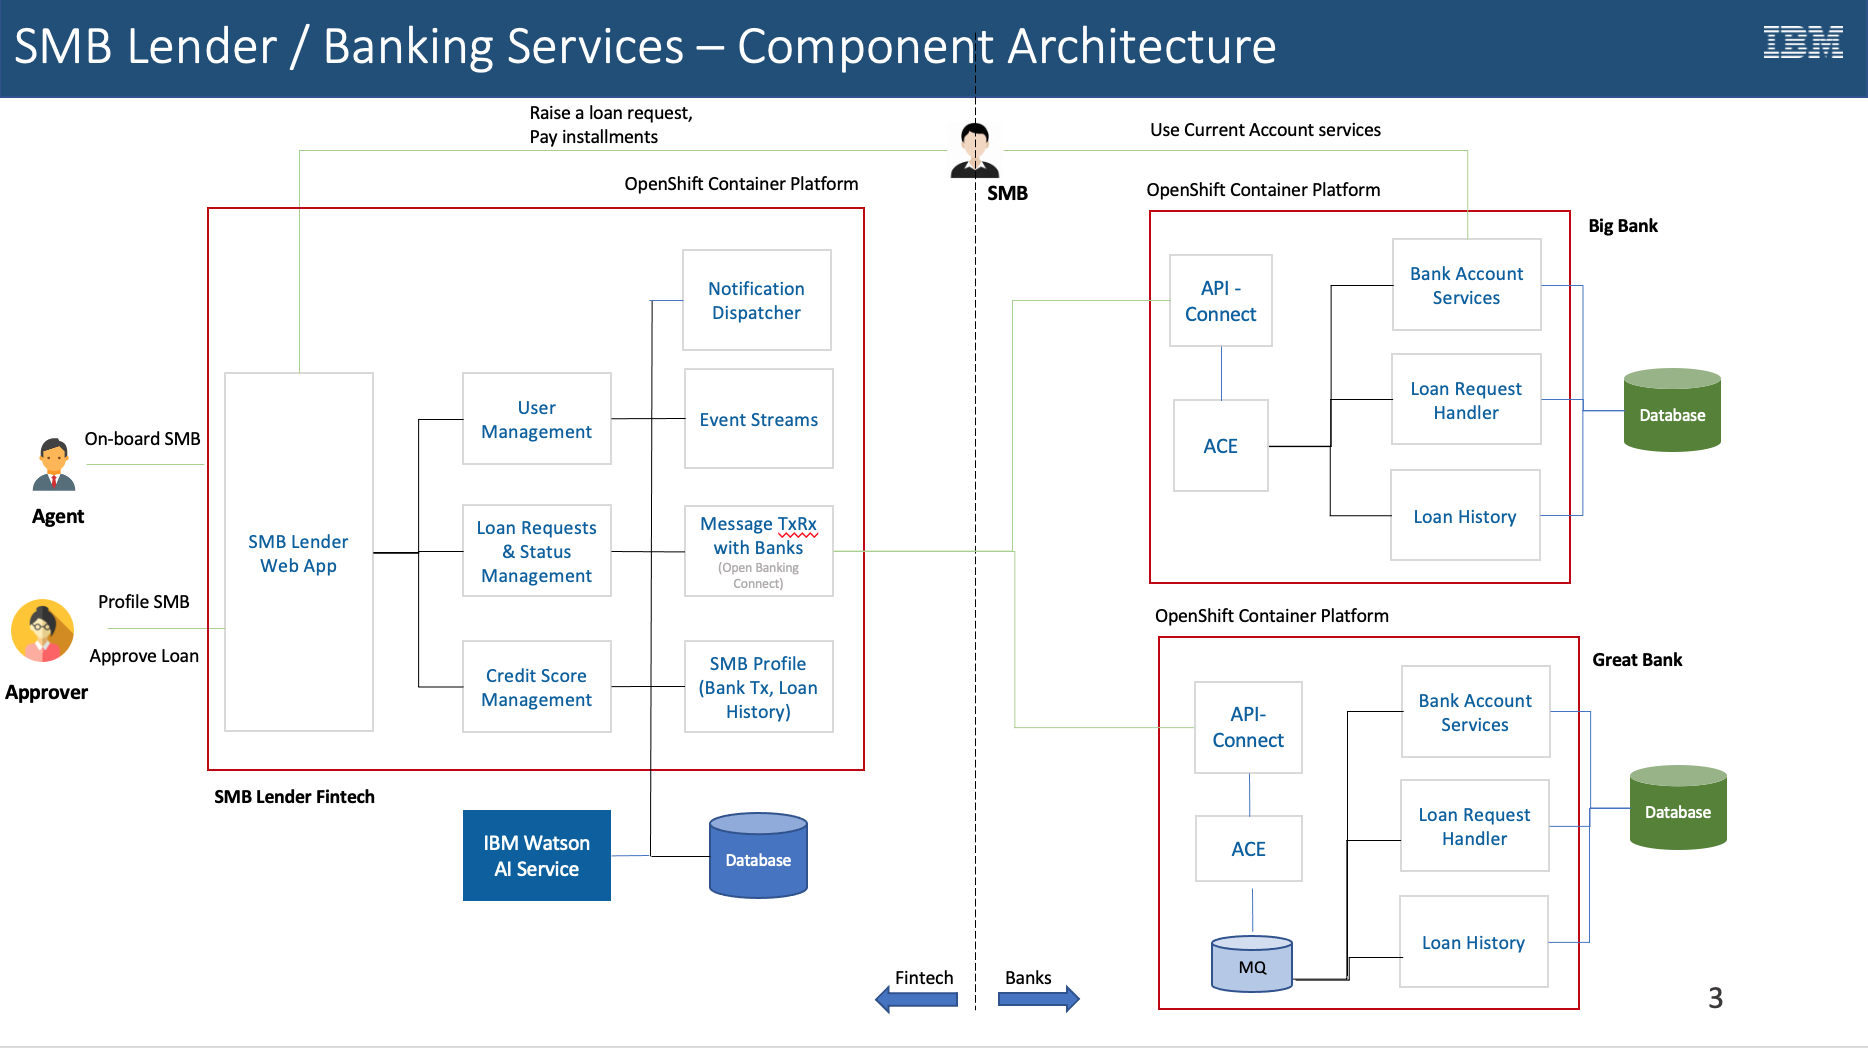 SMB Lender / Banking Services – Component Architecture
IBM
Raise a loan request,
Pay installments
Use Current Account services
SMB
OpenShift Container Platform
OpenShift Container Platform
Big Bank
Notification
Dispatcher
User
Management
Event Streams
On-board SMB
Agent
SMB Lender
Web App
Loan Requests
& Status
Management
Message TxRx
with Banks
(Open Banking
Connect)
Profile SMB
Approve Loan
Approver
Credit Score
Management
SMB Profile
(Bank Tx, Loan
History)
SMB Lender Fintech
IBM Watson
AI Service
Database
API -
Connect
ACE
Bank Account
Services
Loan Request
Handler
Loan History
Database
OpenShift Container Platform
Great Bank
API-
Connect
ACE
MQ
Bank Account
Services
Loan Request
Handler
Loan History
Database
Fintech
Banks
3